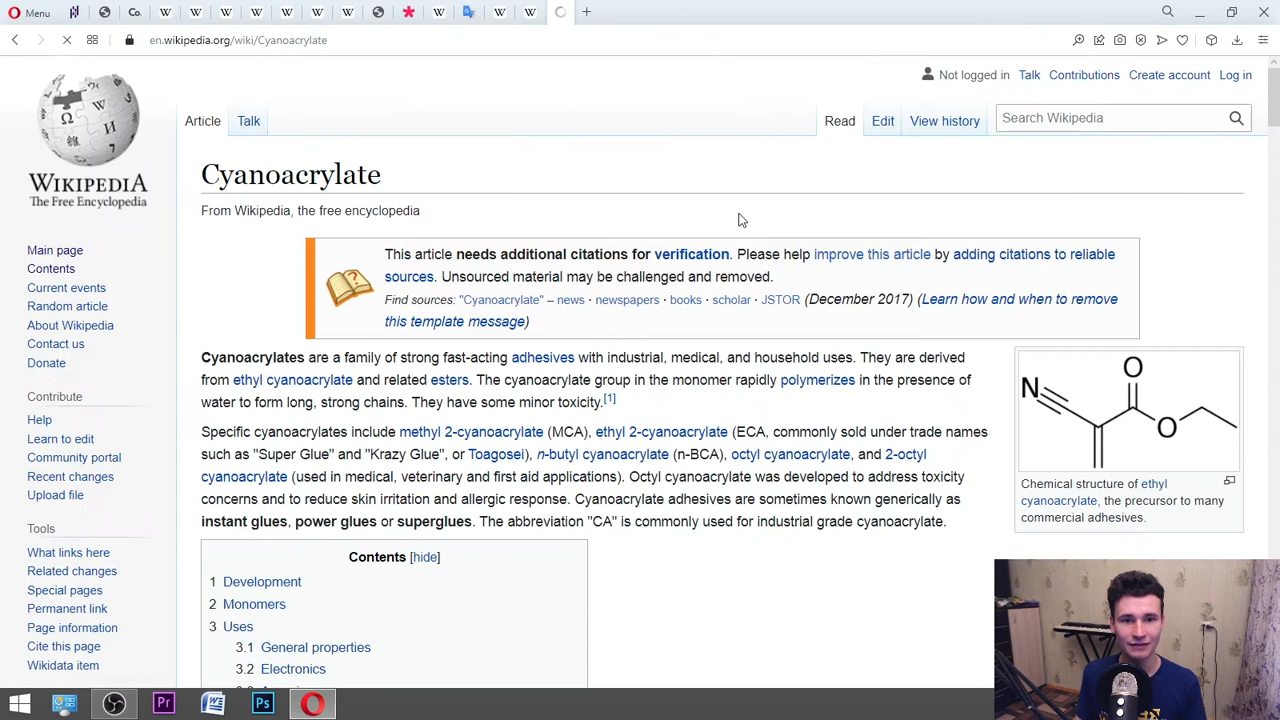 Menu
Co.
en.wikipedia.org/wiki/Cyanoacrylate
Not logged in Talk Contributions Create account Log in
Article Talk Read Edit View history Search Wikipedia
WIKIPEDIA
The Free Encyclopedia
Main page
Contents
Current events
Random article
About Wikipedia
Contact us
Donate
Contribute
Help
Learn to edit
Community portal
Recent changes
Upload file
Tools
What links here
Related changes
Special pages
Permanent link
Page information
Cite this page
Wikidata item
Cyanoacrylate
From Wikipedia, the free encyclopedia
This article needs additional citations for verification. Please help improve this article by adding citations to reliable
sources. Unsourced material may be challenged and removed.
Find sources: "Cyanoacrylate" – news · newspapers · books · scholar · JSTOR (December 2017) (Learn how and when to remove
this template message)
Cyanoacrylates are a family of strong fast-acting adhesives with industrial, medical, and household uses. They are derived
from ethyl cyanoacrylate and related esters. The cyanoacrylate group in the monomer rapidly polymerizes in the presence of
water to form long, strong chains. They have some minor toxicity.[1]
Specific cyanoacrylates include methyl 2-cyanoacrylate (MCA), ethyl 2-cyanoacrylate (ECA, commonly sold under trade names
such as "Super Glue" and "Krazy Glue", or Toagosei), n-butyl cyanoacrylate (n-BCA), octyl cyanoacrylate, and 2-octyl
cyanoacrylate (used in medical, veterinary and first aid applications). Octyl cyanoacrylate was developed to address toxicity
concerns and to reduce skin irritation and allergic response. Cyanoacrylate adhesives are sometimes known generically as
instant glues, power glues or superglues. The abbreviation "CA" is commonly used for industrial grade cyanoacrylate.
O
N
O
Chemical structure of ethyl
cyanoacrylate, the precursor to many
commercial adhesives.
Contents [hide]
1 Development
2 Monomers
3 Uses
3.1 General properties
3.2 Electronics
Pr
W
Ps